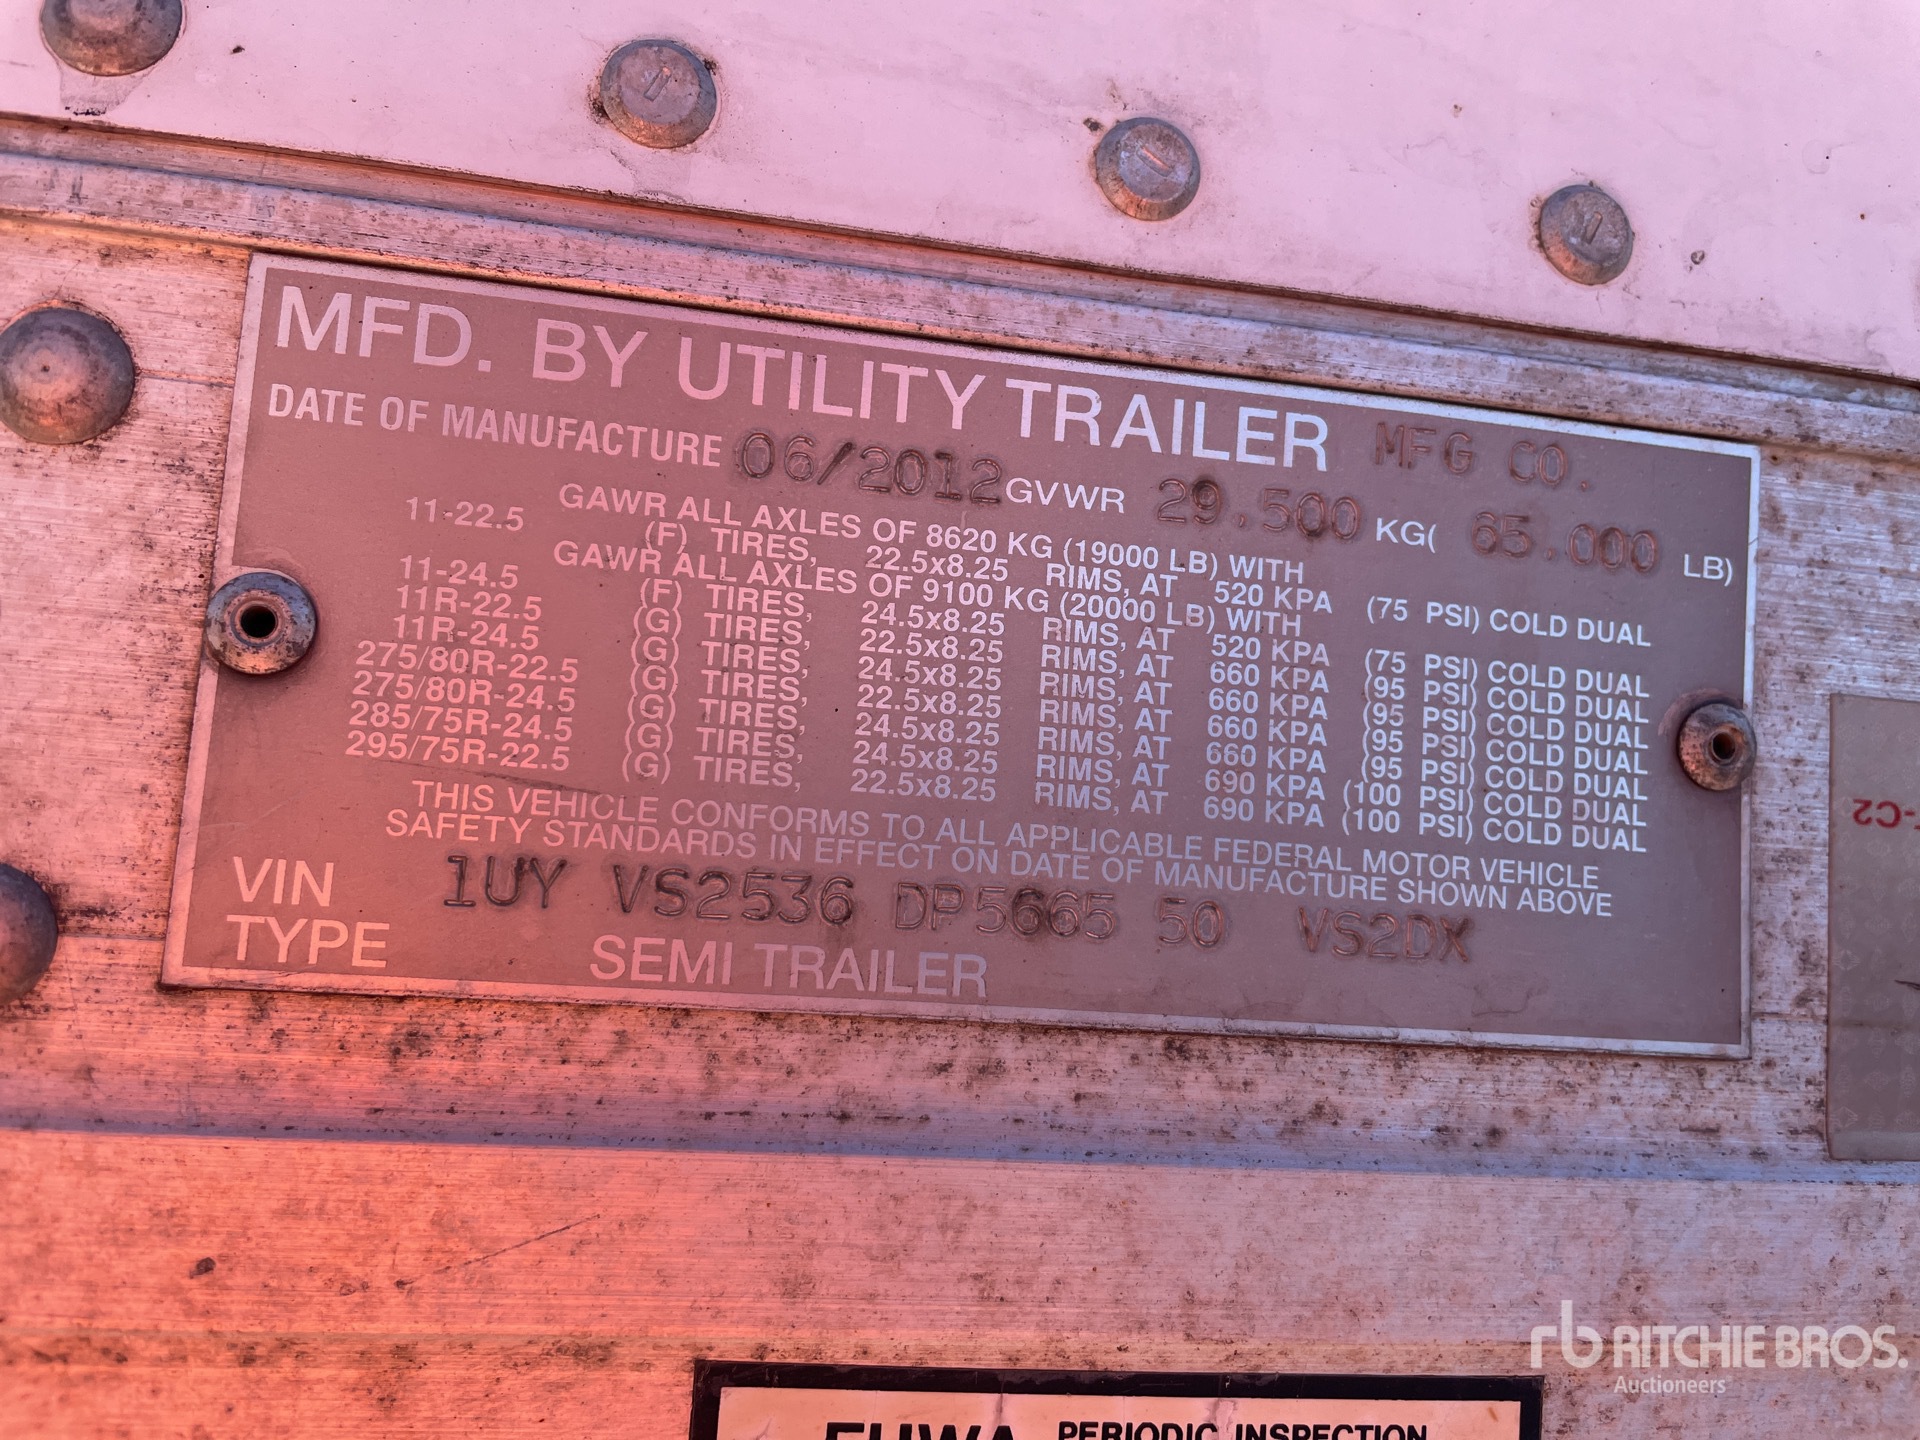 MFD. BY UTILITY TRAILER MFG CO.
DATE OF MANUFACTURE 06/2012 GVWR 29,500 KG( 65,000 LB)
GAWR ALL AXLES OF 8620 KG (19000 LB) WITH
11-22.5 (F) TIRES, 22.5x8.25 RIMS, AT 520 KPA (75 PSI) COLD DUAL
GAWR ALL AXLES OF 9100 KG (20000 LB) WITH
11-24.5 (F) TIRES, 24.5x8.25 RIMS, AT 520 KPA (75 PSI) COLD DUAL
11R-22.5 (G) TIRES, 22.5x8.25 RIMS, AT 660 KPA (95 PSI) COLD DUAL
11R-24.5 (G) TIRES, 24.5x8.25 RIMS, AT 660 KPA (95 PSI) COLD DUAL
275/80R-22.5 (G) TIRES, 22.5x8.25 RIMS, AT 660 KPA (95 PSI) COLD DUAL
275/80R-24.5 (G) TIRES, 24.5x8.25 RIMS, AT 660 KPA (95 PSI) COLD DUAL
285/75R-24.5 (G) TIRES, 24.5x8.25 RIMS, AT 690 KPA (100 PSI) COLD DUAL
295/75R-22.5 (G) TIRES, 22.5x8.25 RIMS, AT 690 KPA (100 PSI) COLD DUAL
THIS VEHICLE CONFORMS TO ALL APPLICABLE FEDERAL MOTOR VEHICLE
SAFETY STANDARDS IN EFFECT ON DATE OF MANUFACTURE SHOWN ABOVE
VIN 1UY VS2536 DP5665 50 VS2DX
TYPE SEMI TRAILER
-C2
rb RITCHIE BROS.
Auctioneers
FHWA PERIODIC INSPECTION